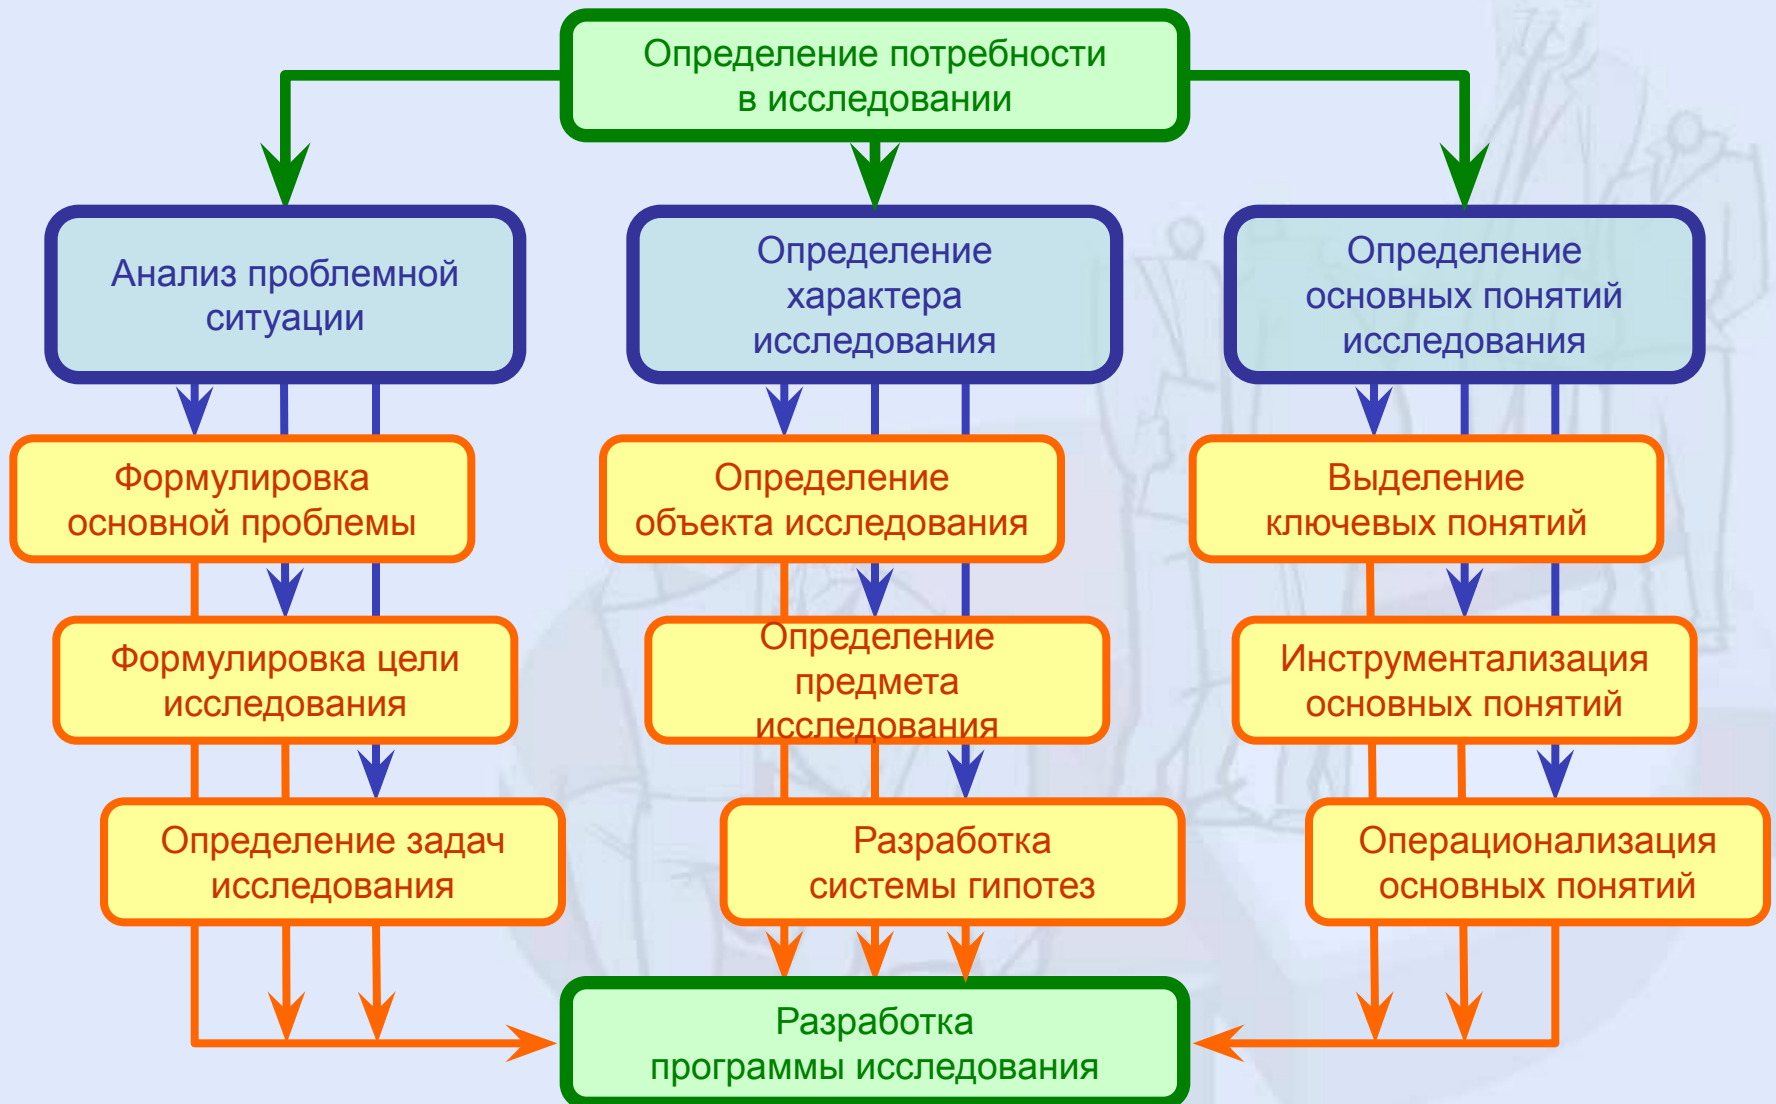 Определение потребности
в исследовании
Анализ проблемной
ситуации
Определение
характера
исследования
Определение
основных понятий
исследования
Формулировка
основной проблемы
Определение
объекта исследования
Выделение
ключевых понятий
Формулировка цели
исследования
Определение
предмета
исследования
Инструментализация
основных понятий
Определение задач
исследования
Разработка
системы гипотез
Операционализация
основных понятий
Разработка
программы исследования